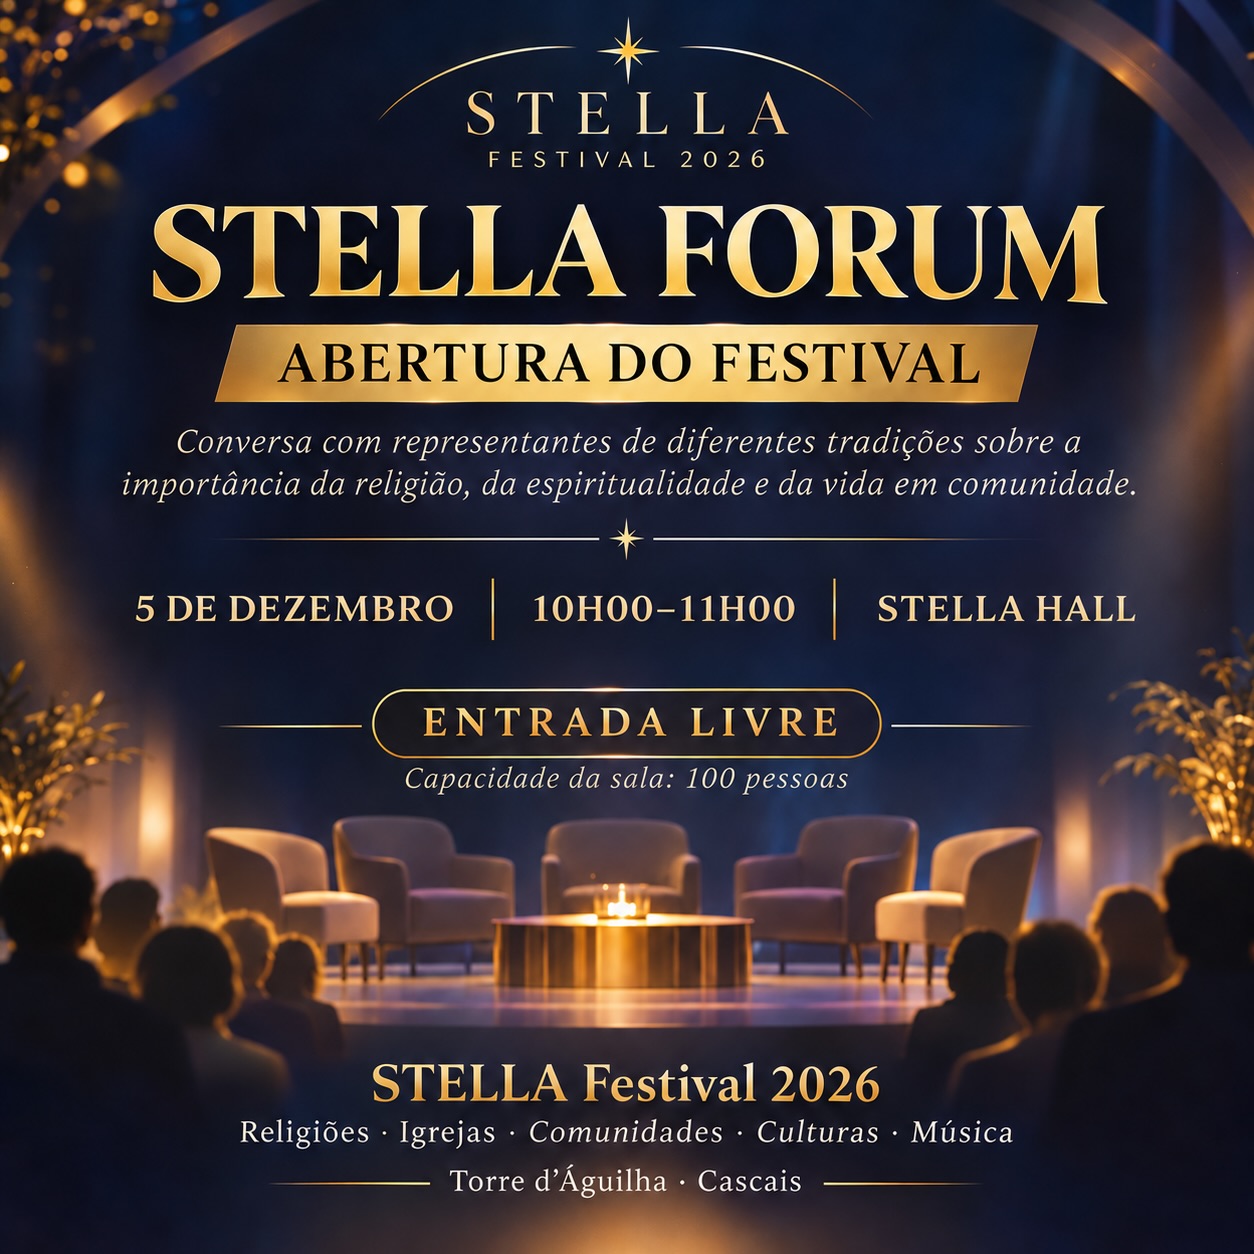 STELLA
FESTIVAL 2026
STELLA FORUM
ABERTURA DO FESTIVAL
Conversa com representantes de diferentes tradições sobre a
importância da religião, da espiritualidade e da vida em comunidade.
5 DE DEZEMBRO | 10H00–11H00 | STELLA HALL
ENTRADA LIVRE
Capacidade da sala: 100 pessoas
STELLA Festival 2026
Religiões · Igrejas · Comunidades · Culturas · Música
Torre d’Águilha · Cascais